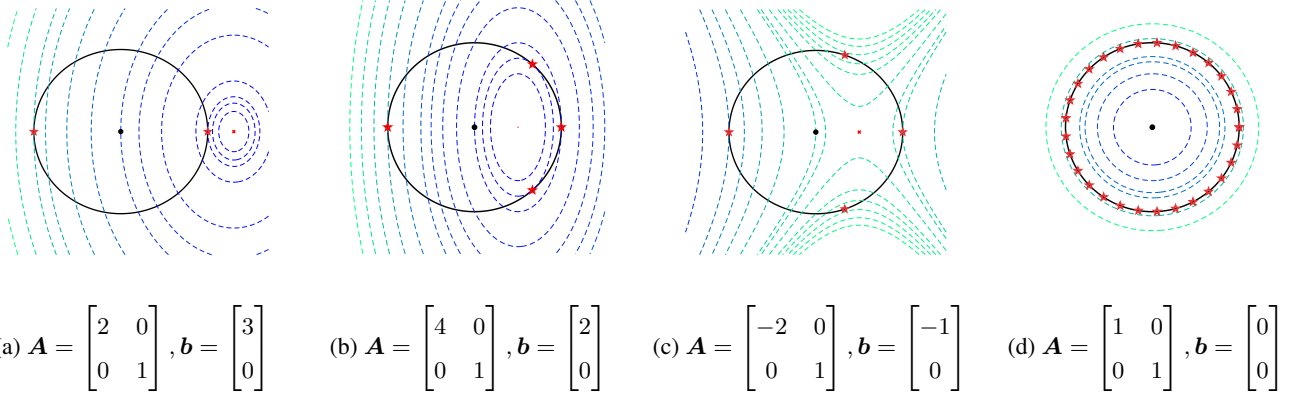 a) A = [2 0; 0 1], b = [3; 0]
(b) A = [4 0; 0 1], b = [2; 0]
(c) A = [−2 0; 0 1], b = [−1; 0]
(d) A = [1 0; 0 1], b = [0; 0]